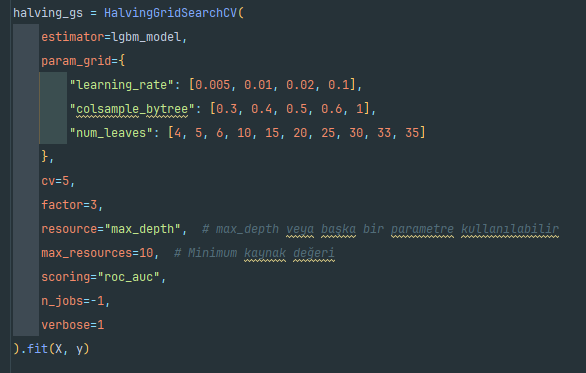 halving_gs = HalvingGridSearchCV(
estimator=lgbm_model,
param_grid={
"learning_rate": [0.005, 0.01, 0.02, 0.1],
"colsample_bytree": [0.3, 0.4, 0.5, 0.6, 1],
"num_leaves": [4, 5, 6, 10, 15, 20, 25, 30, 33, 35]
},
cv=5,
factor=3,
resource="max_depth",  # max_depth veya başka bir parametre kullanılabilir
max_resources=10,  # Minimum kaynak değeri
scoring="roc_auc",
n_jobs=-1,
verbose=1
).fit(X, y)